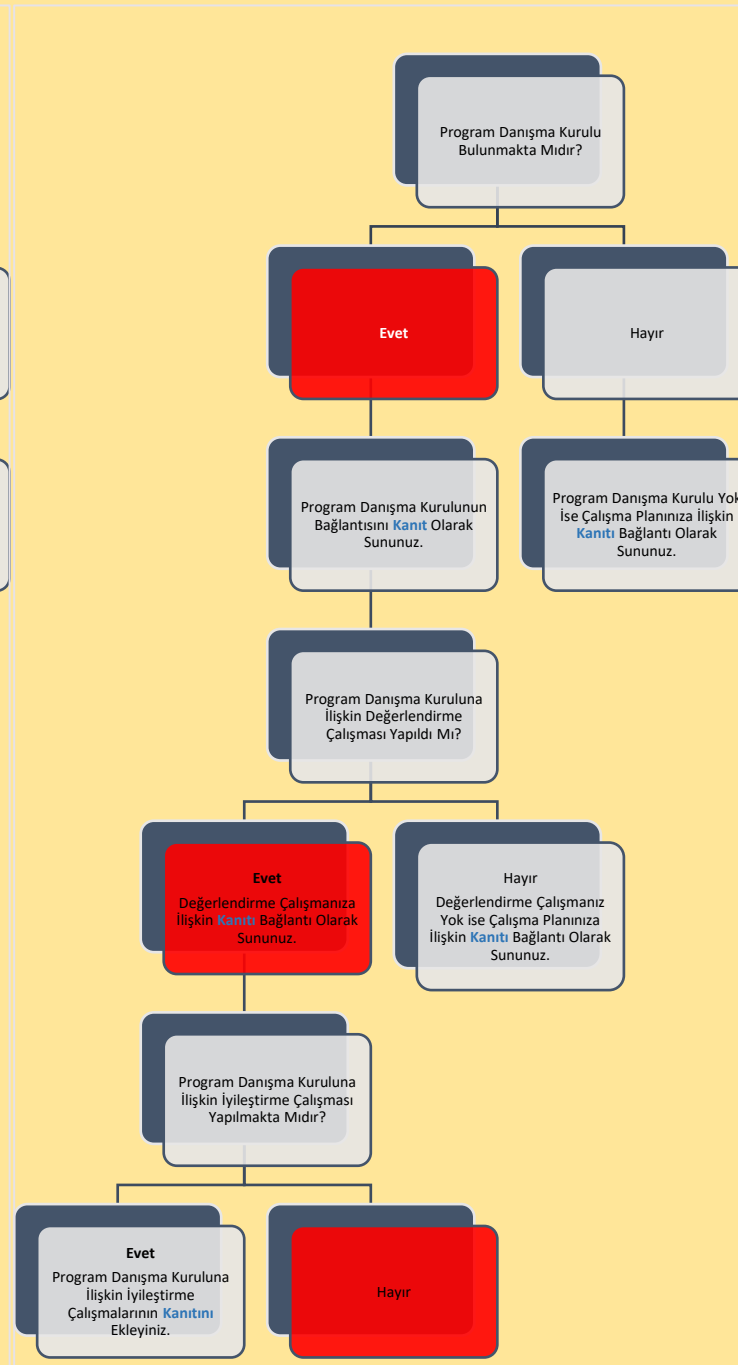 Program Danışma Kurulu
Bulunmakta Mıdır?
Evet
Hayır
Program Danışma Kurulunun
Bağlantısını Kanıt Olarak
Sununuz.
Program Danışma Kurulu Yok
İse Çalışma Planınıza İlişkin
Kanıtı Bağlantı Olarak
Sununuz.
Program Danışma Kuruluna
İlişkin Değerlendirme
Çalışması Yapıldı Mı?
Evet
Değerlendirme Çalışmanıza
İlişkin Kanıtı Bağlantı Olarak
Sununuz.
Hayır
Değerlendirme Çalışmanız
Yok ise Çalışma Planınıza
İlişkin Kanıtı Bağlantı Olarak
Sununuz.
Program Danışma Kuruluna
İlişkin İyileştirme Çalışması
Yapılmakta Mıdır?
Evet
Program Danışma Kuruluna
İlişkin İyileştirme
Çalışmalarının Kanıtını
Ekleyiniz.
Hayır